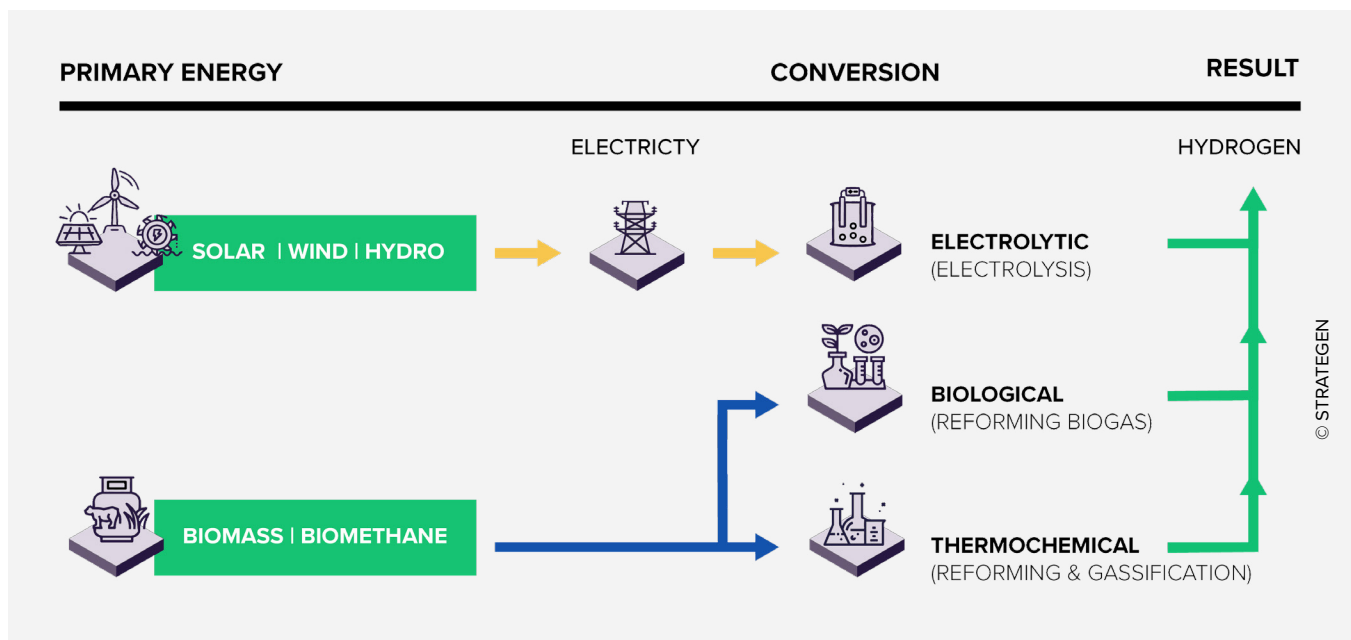 PRIMARY ENERGY
CONVERSION
RESULT
ELECTRICTY
HYDROGEN
SOLAR | WIND | HYDRO
ELECTROLYTIC
(ELECTROLYSIS)
BIOLOGICAL
(REFORMING BIOGAS)
BIOMASS | BIOMETHANE
THERMOCHEMICAL
(REFORMING & GASSIFICATION)
© STRATEGEN